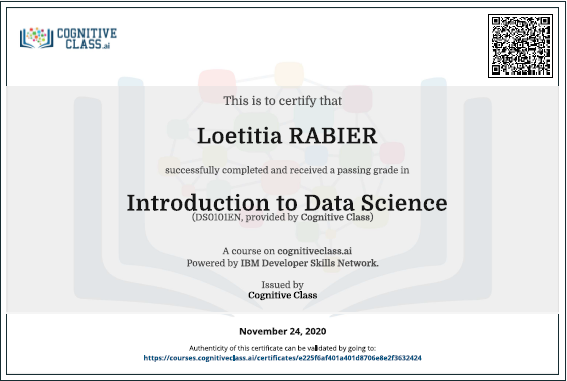 COGNITIVE
CLASS.ai
This is to certify that
Loetitia RABIER
successfully completed and received a passing grade in
Introduction to Data Science
(DS0101EN, provided by Cognitive Class)
A course on cognitiveclass.ai
Powered by IBM Developer Skills Network.
Issued by
Cognitive Class
November 24, 2020
Authenticity of this certificate can be validated by going to:
https://courses.cognitiveclass.ai/certificates/e225f6af401a401d8706e8e2f3632424